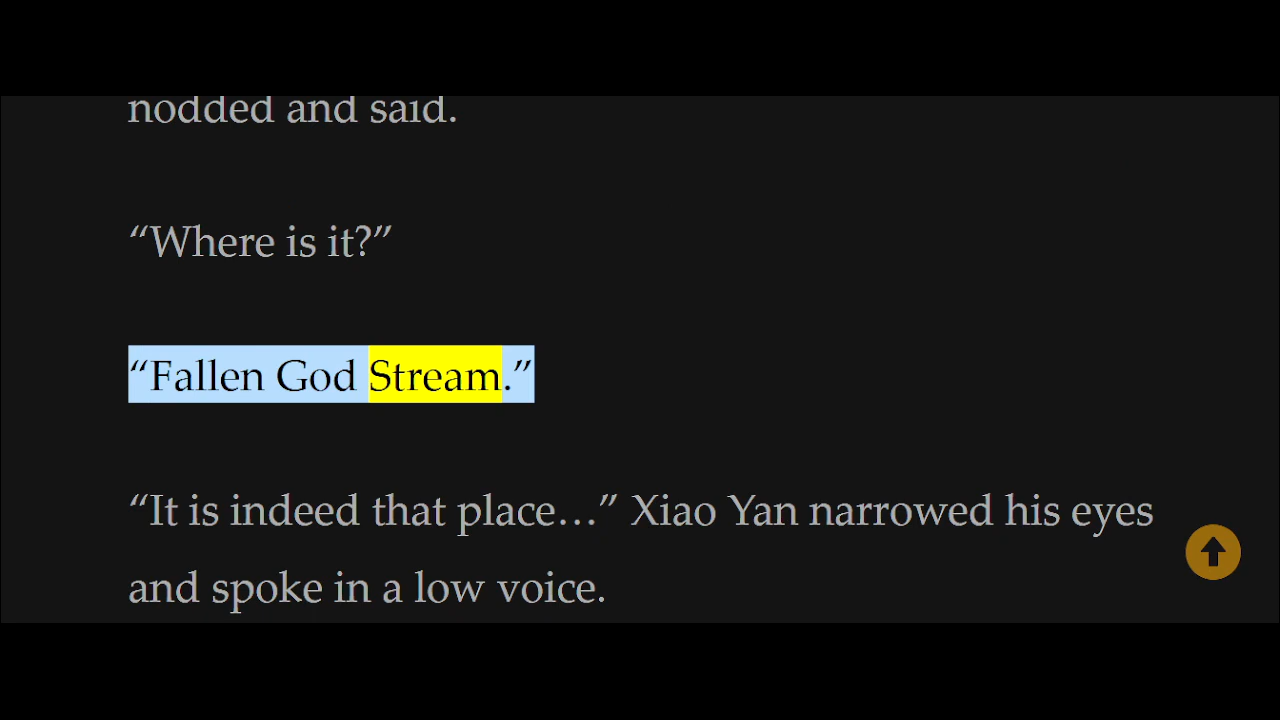 nodded and said.
“Where is it?”
“Fallen God Stream.”
“It is indeed that place…” Xiao Yan narrowed his eyes
and spoke in a low voice.